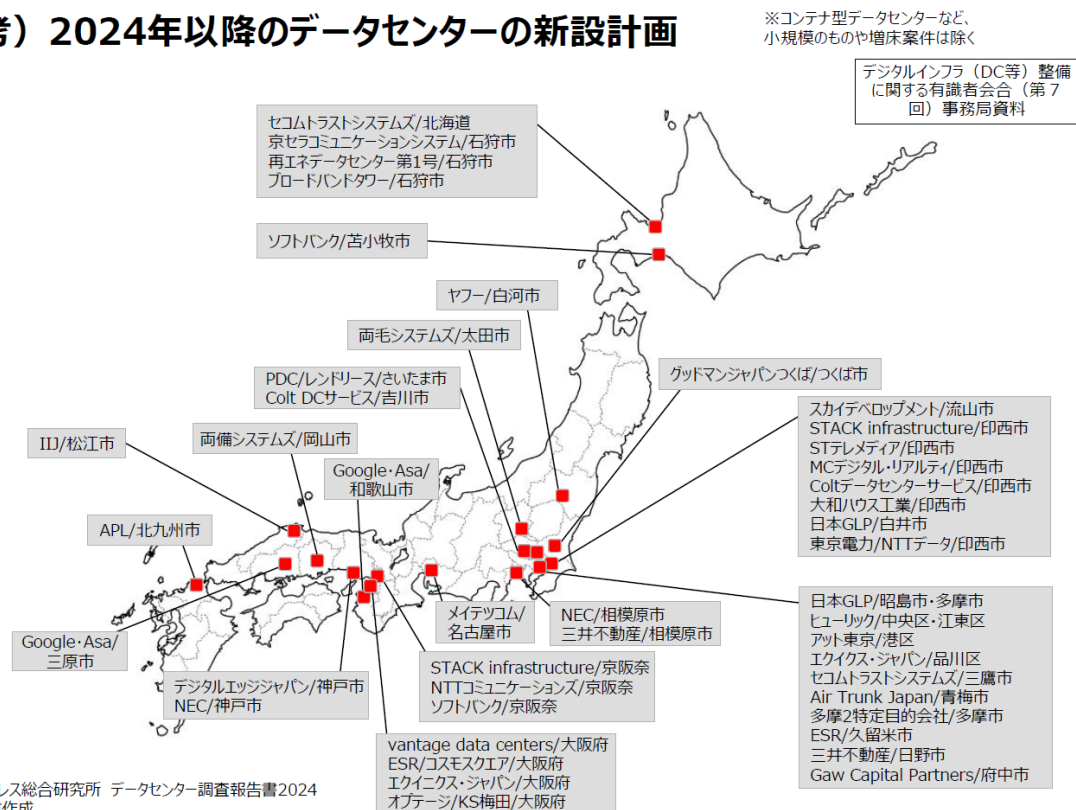 考）2024年以降のデータセンターの新設計画
※コンテナ型データセンターなど、
小規模のものや増床案件は除く
デジタルインフラ（DC等）整備
に関する有識者会合（第７
回）事務局資料
セコムトラストシステムズ/北海道
京セラコミュニケーションシステム/石狩市
再エネデータセンター第1号/石狩市
ブロードバンドタワー/石狩市
ソフトバンク/苫小牧市
ヤフー/白河市
両毛システムズ/太田市
PDC/レンドリース/さいたま市
Colt DCサービス/吉川市
グッドマンジャパンつくば/つくば市
スカイデベロップメント/流山市
STACK infrastructure/印西市
STテレメディア/印西市
MCデジタル・リアルティ/印西市
Coltデータセンターサービス/印西市
大和ハウス工業/印西市
日本GLP/白井市
東京電力/NTTデータ/印西市
IIJ/松江市
両備システムズ/岡山市
Google・Asa/
和歌山市
APL/北九州市
Google・Asa/
三原市
デジタルエッジジャパン/神戸市
NEC/神戸市
メイテツコム/
名古屋市
NEC/相模原市
三井不動産/相模原市
STACK infrastructure/京阪奈
NTTコミュニケーションズ/京阪奈
ソフトバンク/京阪奈
日本GLP/昭島市・多摩市
ヒューリック/中央区・江東区
アット東京/港区
エクイクス・ジャパン/品川区
セコムトラストシステムズ/三鷹市
Air Trunk Japan/青梅市
多摩2特定目的会社/多摩市
ESR/久留米市
三井不動産/日野市
Gaw Capital Partners/府中市
vantage data centers/大阪府
ESR/コスモスクエア/大阪府
エクイニクス・ジャパン/大阪府
オプテージ/KS梅田/大阪府
レス総合研究所 データセンター調査報告書2024
作成